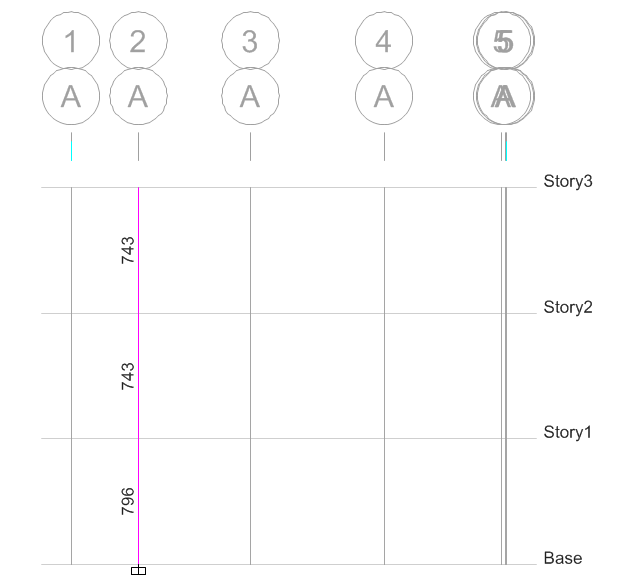 1 2 3 4 5
A A A A A
Story3
743
Story2
743
Story1
796
Base